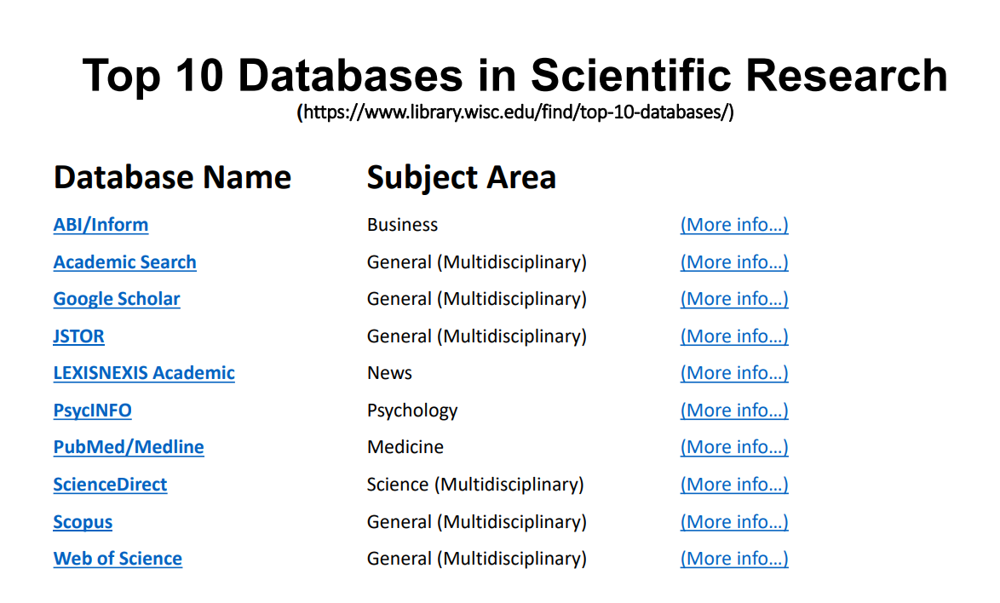 Top 10 Databases in Scientific Research
(https://www.library.wisc.edu/find/top-10-databases/)
Database Name Subject Area
ABI/Inform Business (More info…)
Academic Search General (Multidisciplinary) (More info…)
Google Scholar General (Multidisciplinary) (More info…)
JSTOR General (Multidisciplinary) (More info…)
LEXISNEXIS Academic News (More info…)
PsycINFO Psychology (More info…)
PubMed/Medline Medicine (More info…)
ScienceDirect Science (Multidisciplinary) (More info…)
Scopus General (Multidisciplinary) (More info…)
Web of Science General (Multidisciplinary) (More info…)